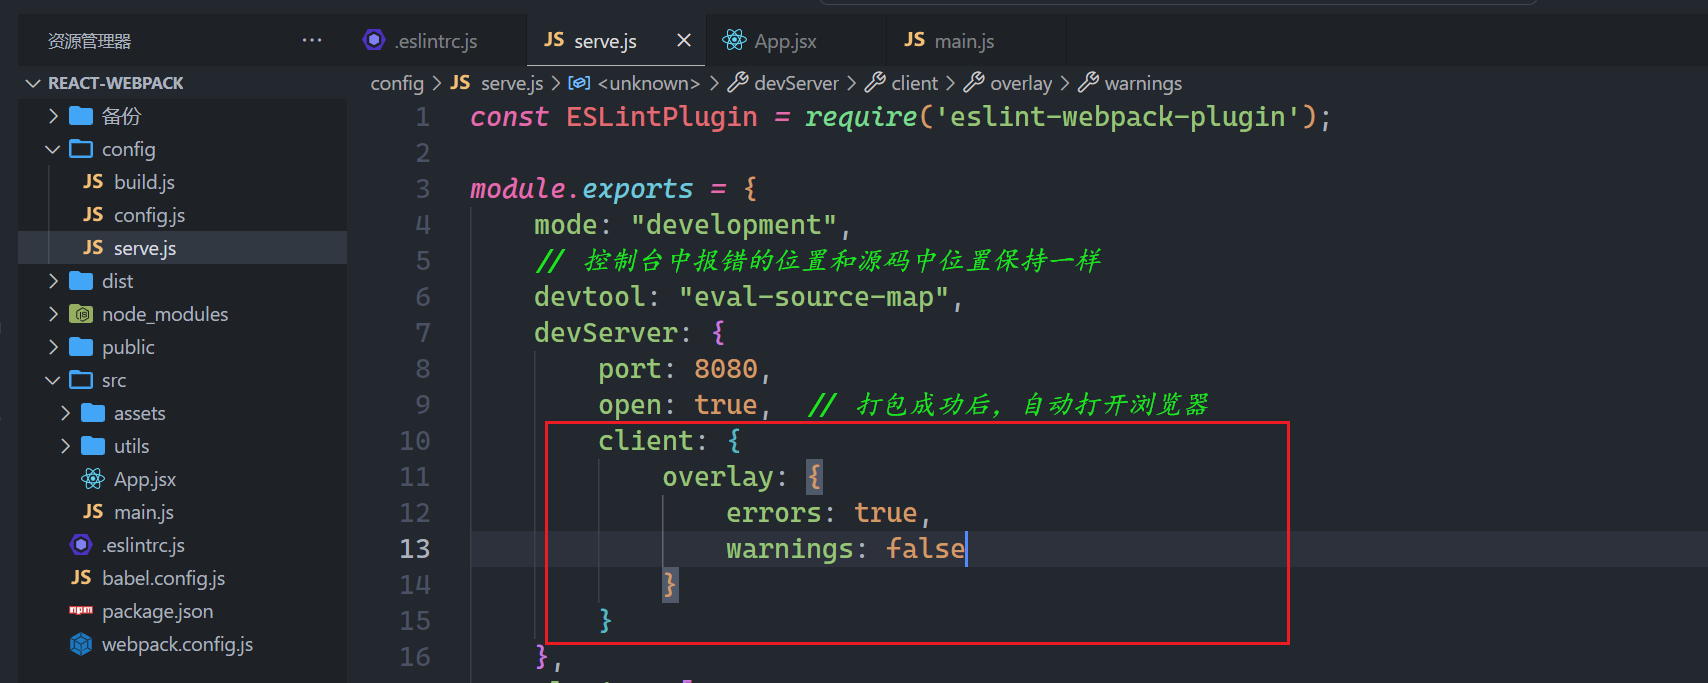 资源管理器 ···
.eslintrc.js
JS serve.js ×
App.jsx
JS main.js
REACT-WEBPACK
备份
config
JS build.js
JS config.js
JS serve.js
dist
node_modules
public
src
assets
utils
App.jsx
JS main.js
.eslintrc.js
JS babel.config.js
npm package.json
webpack.config.js
config > JS serve.js > <unknown> > devServer > client > overlay > warnings
1 const ESLintPlugin = require('eslint-webpack-plugin');
2
3 module.exports = {
4 mode: "development",
5 // 控制台中报错的位置和源码中位置保持一样
6 devtool: "eval-source-map",
7 devServer: {
8 port: 8080,
9 open: true, // 打包成功后，自动打开浏览器
10 client: {
11 overlay: {
12 errors: true,
13 warnings: false
14 }
15 }
16 },